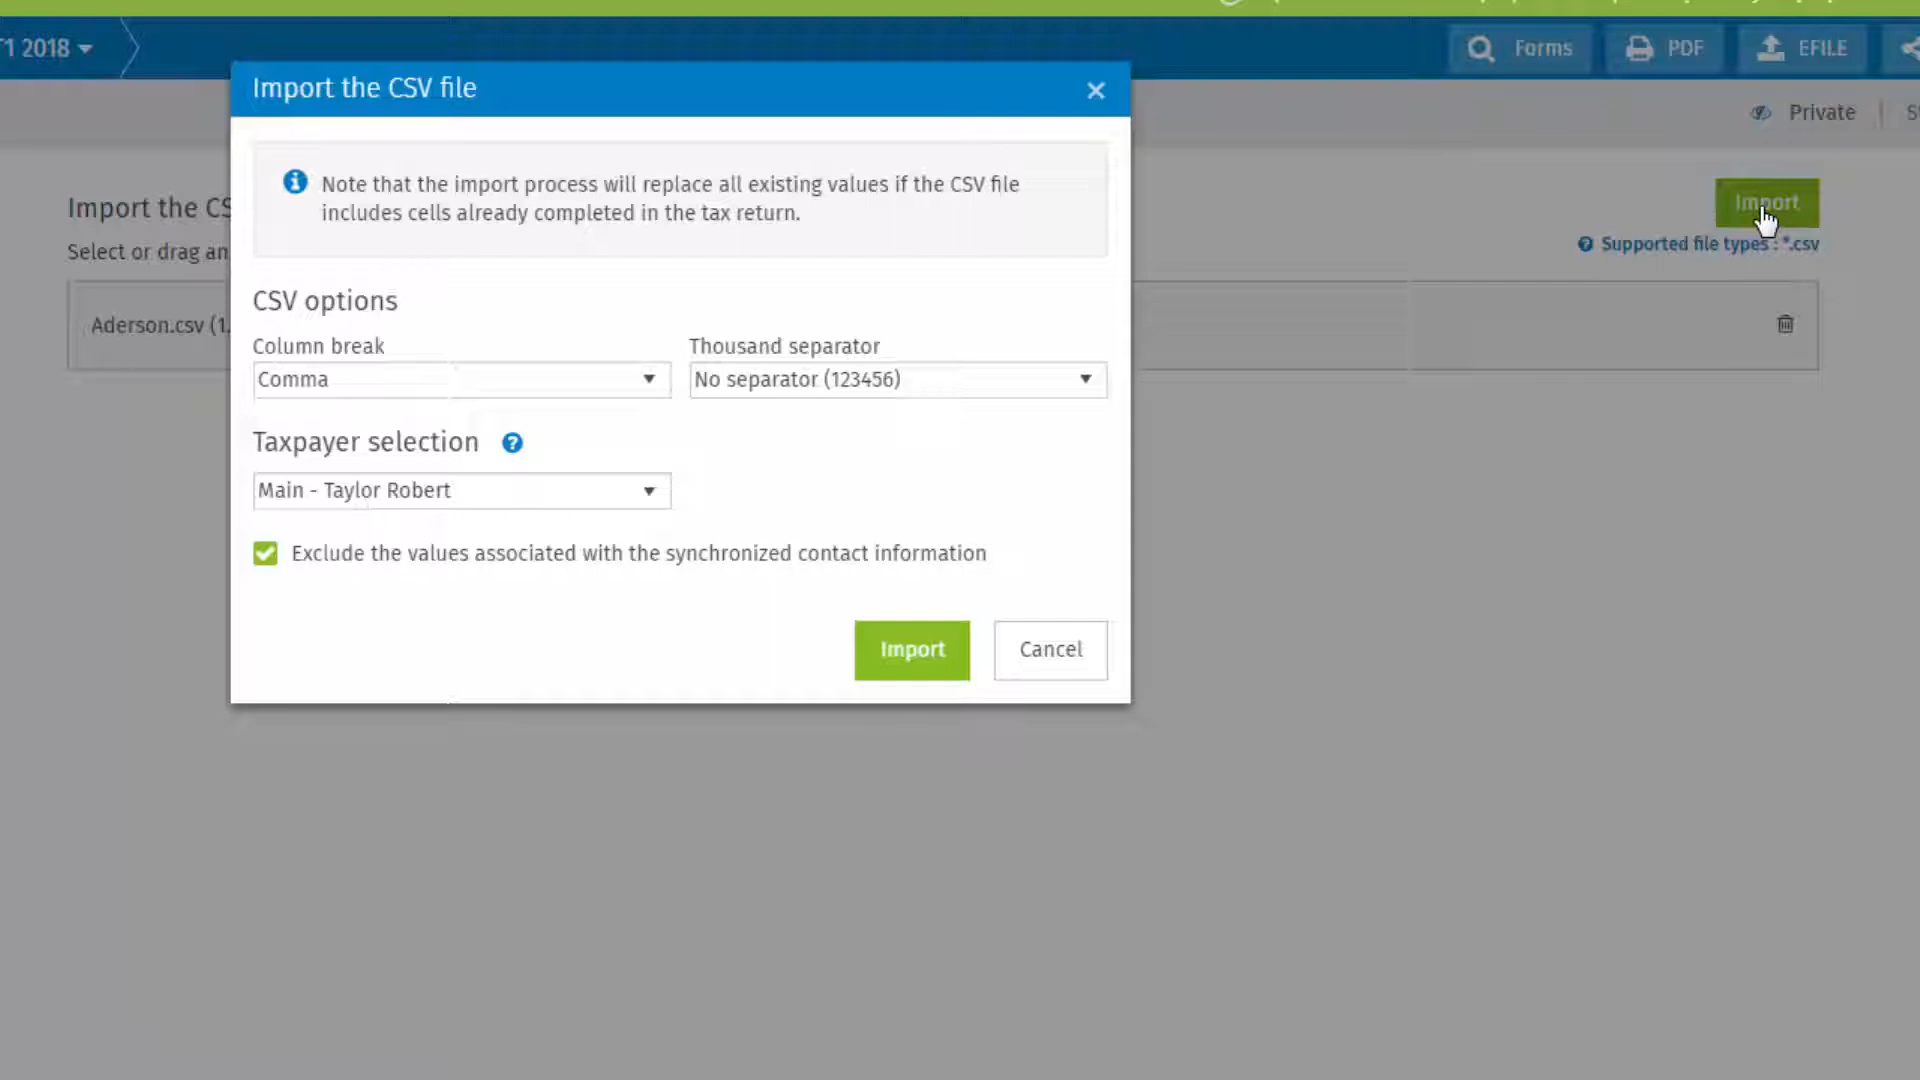 T1 2018
Forms
PDF
EFILE
Import the CSV file
Private
Note that the import process will replace all existing values if the CSV file
includes cells already completed in the tax return.
Import the CS
Import
Select or drag an
Supported file types : *.csv
CSV options
Aderson.csv (1.
Column break
Thousand separator
Comma
No separator (123456)
Taxpayer selection
Main - Taylor Robert
Exclude the values associated with the synchronized contact information
Import
Cancel